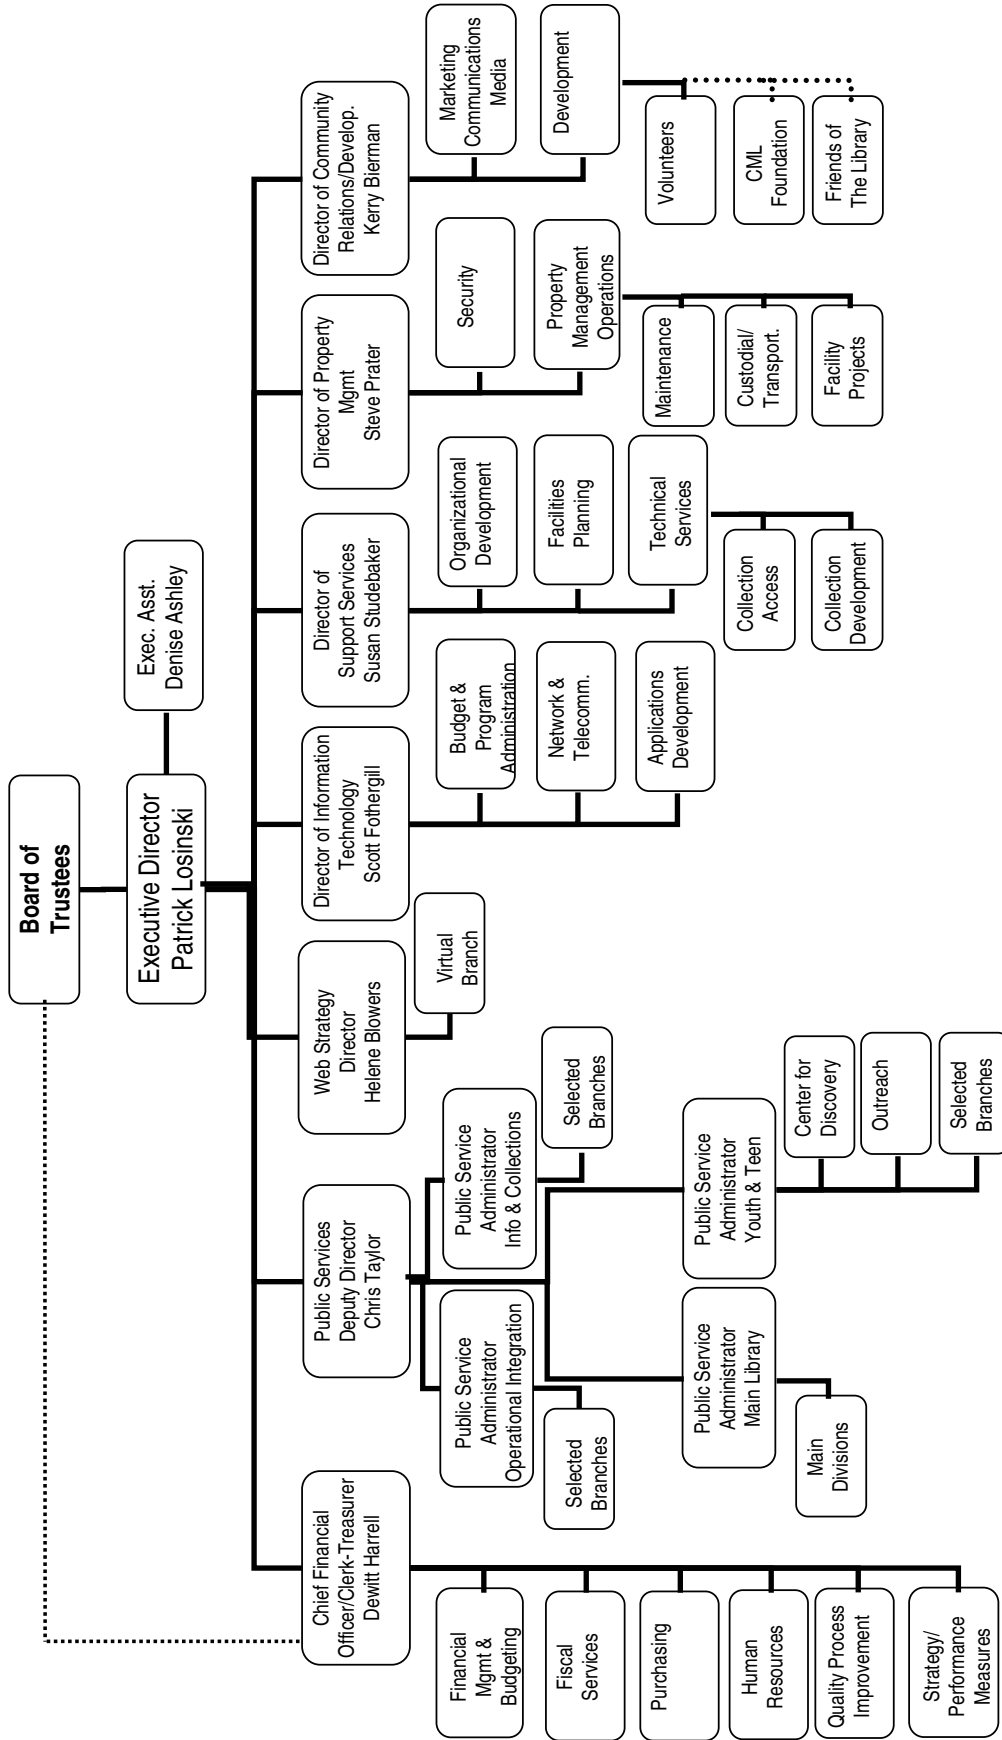 Board of
Trustees
Executive Director
Patrick Losinski
Exec. Asst.
Denise Ashley
Chief Financial
Officer/Clerk-Treasurer
Dewitt Harrell
Financial
Mgmt &
Budgeting
Fiscal
Services
Purchasing
Human
Resources
Quality Process
Improvement
Strategy/
Performance
Measures
Public Services
Deputy Director
Chris Taylor
Public Service
Administrator
Operational Integration
Selected
Branches
Public Service
Administrator
Info & Collections
Selected
Branches
Public Service
Administrator
Main Library
Main
Divisions
Public Service
Administrator
Youth & Teen
Center for
Discovery
Outreach
Selected
Branches
Web Strategy
Director
Helene Blowers
Virtual
Branch
Director of Information
Technology
Scott Fothergill
Budget &
Program
Administration
Network &
Telecomm.
Applications
Development
Director of
Support Services
Susan Studebaker
Organizational
Development
Facilities
Planning
Technical
Services
Collection
Access
Collection
Development
Director of Property
Mgmt
Steve Prater
Security
Property
Management
Operations
Maintenance
Custodial/
Transport.
Facility
Projects
Director of Community
Relations/Develop.
Kerry Bierman
Marketing
Communications
Media
Development
Volunteers
CML
Foundation
Friends of
The Library